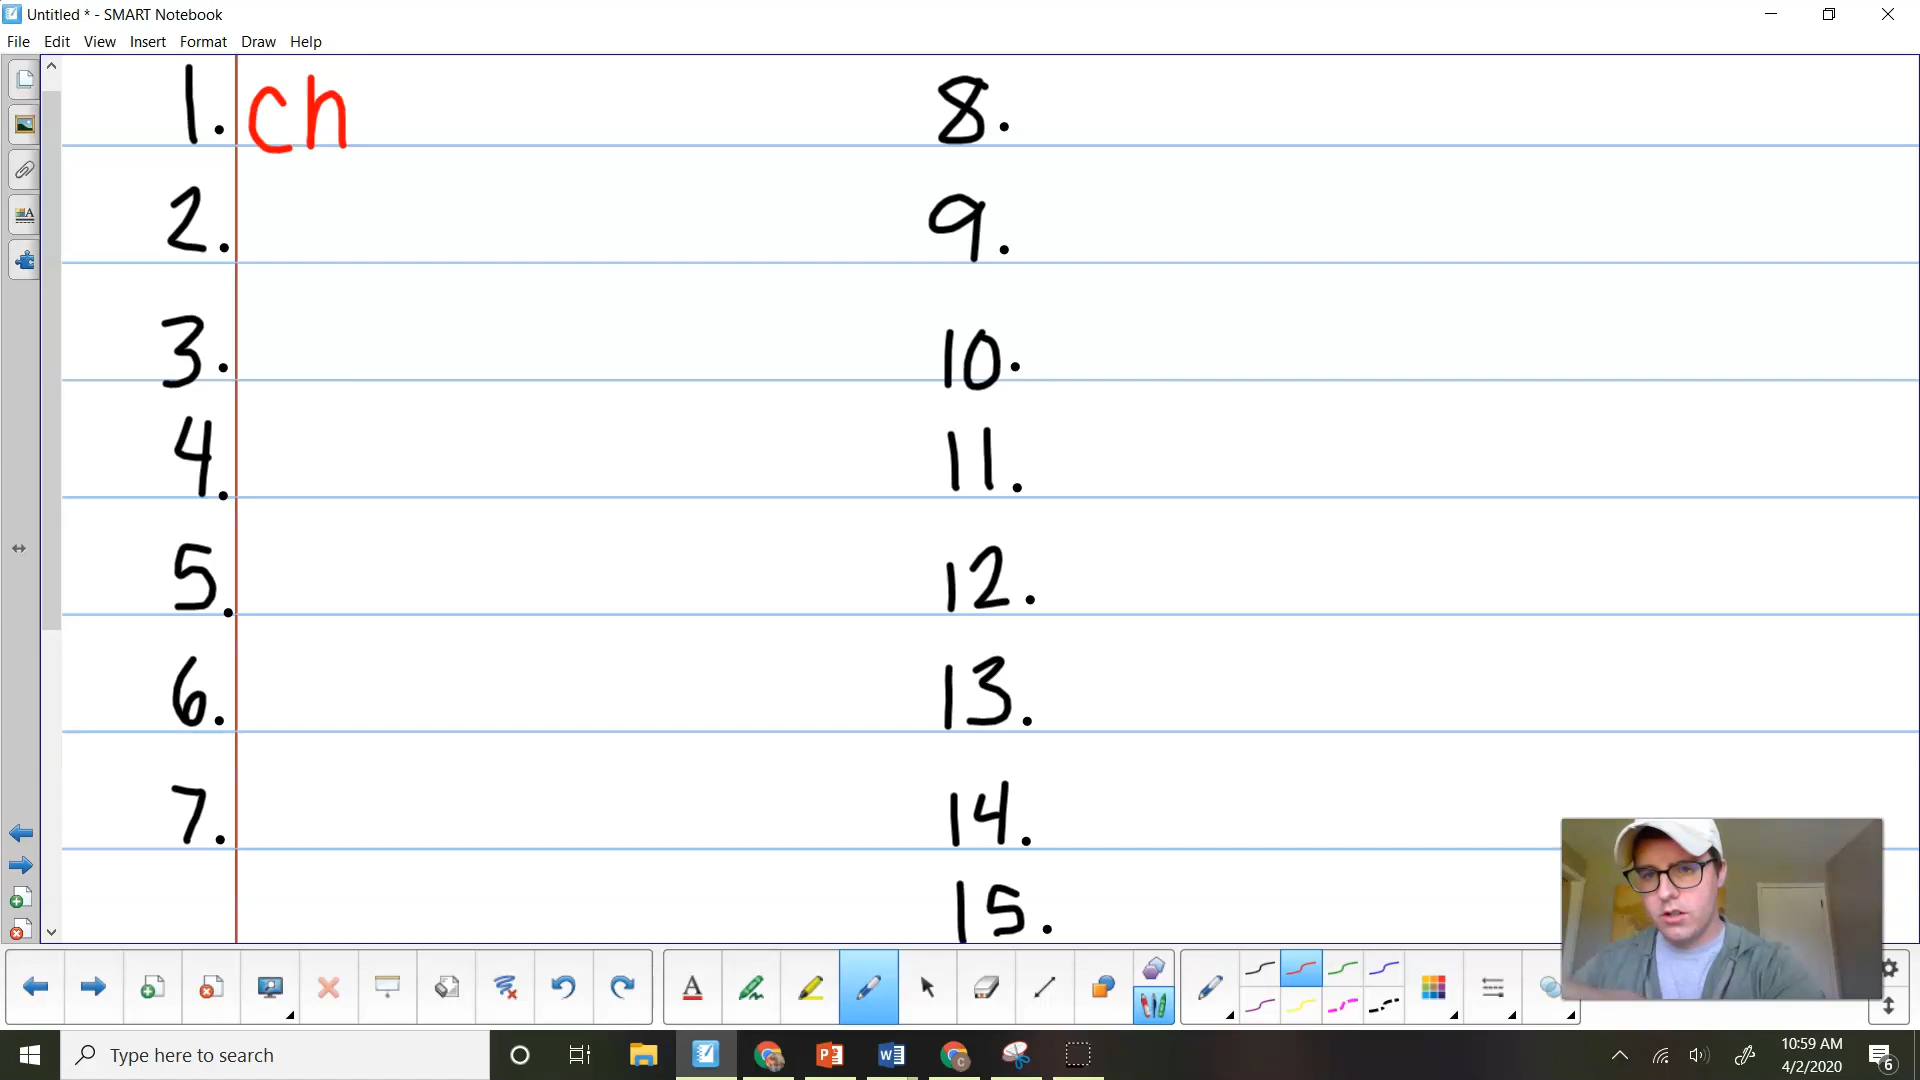 Untitled * - SMART Notebook
File Edit View Insert Format Draw Help
1. ch
2.
3.
4.
5.
6.
7.
8.
9.
10.
11.
12.
13.
14.
15.
A
Type here to search
10:59 AM
4/2/2020
6